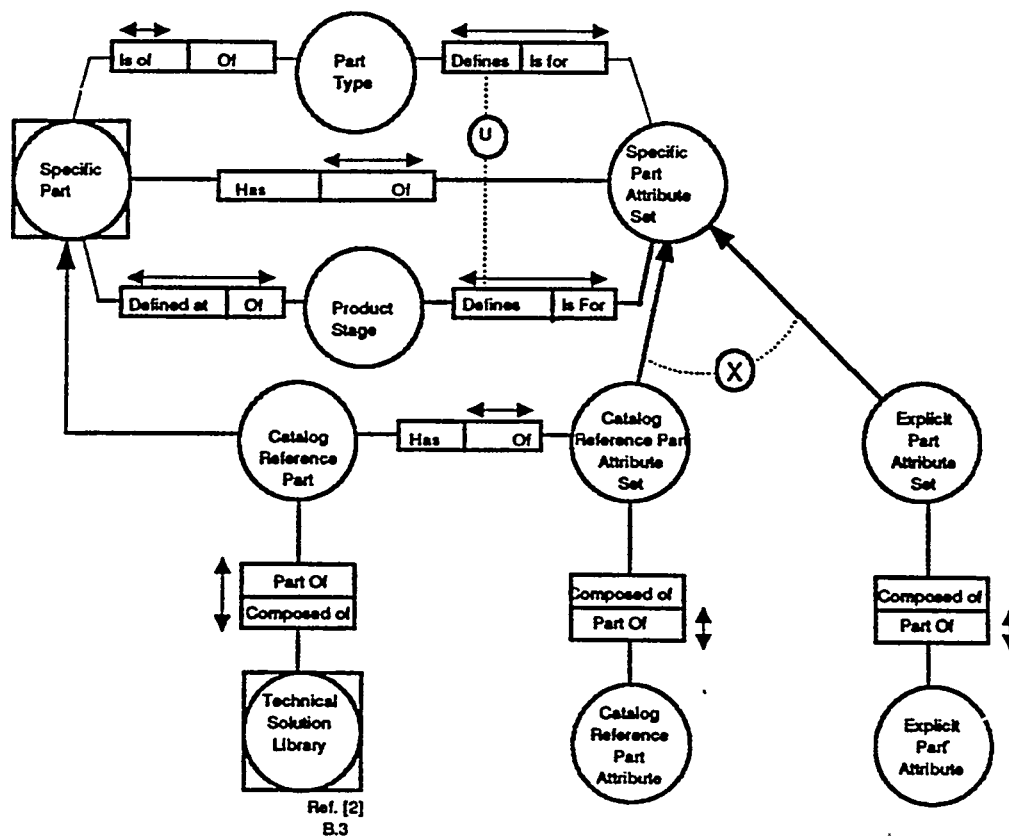 Is of
Of
Part
Type
Defines
Is for
U
Specific
Part
Has
Of
Specific
Part
Attribute
Set
Defined at
Of
Product
Stage
Defines
Is For
X
Catalog
Reference
Part
Has
Of
Catalog
Reference Part
Attribute
Set
Explicit
Part
Attribute
Set
Part Of
Composed of
Composed of
Part Of
Composed of
Part Of
Technical
Solution
Library
Catalog
Reference
Part
Attribute
Explicit
Part
Attribute
Ref. [2]
B.3